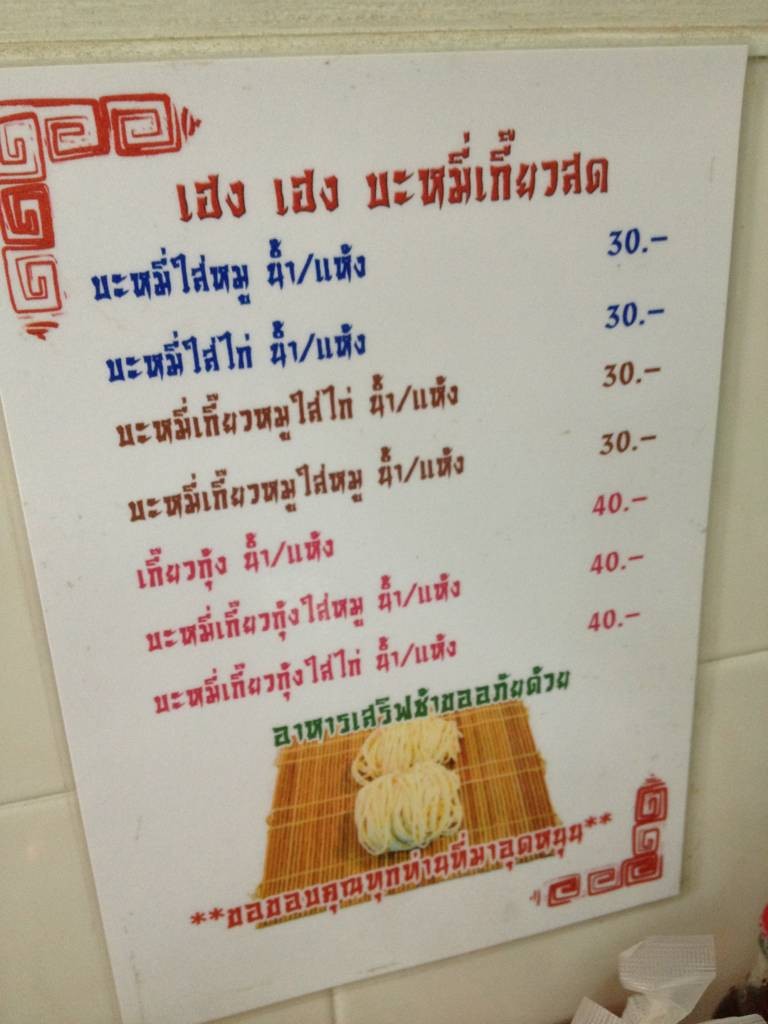 เฮง เฮง บะหมี่เกี๊ยวสด
บะหมี่ใส่หมู น้ำ/แห้ง 30.-
บะหมี่ใส่ไก่ น้ำ/แห้ง 30.-
บะหมี่เกี๊ยวหมูใส่ไก่ น้ำ/แห้ง 30.-
บะหมี่เกี๊ยวหมูใส่หมู น้ำ/แห้ง 30.-
เกี๊ยวกุ้ง น้ำ/แห้ง 40.-
บะหมี่เกี๊ยวกุ้งใส่หมู น้ำ/แห้ง 40.-
บะหมี่เกี๊ยวกุ้งใส่ไก่ น้ำ/แห้ง 40.-
อาหารเสริฟช้าขออภัยด้วย
**ขอขอบคุณทุกท่านที่มาอุดหนุน**